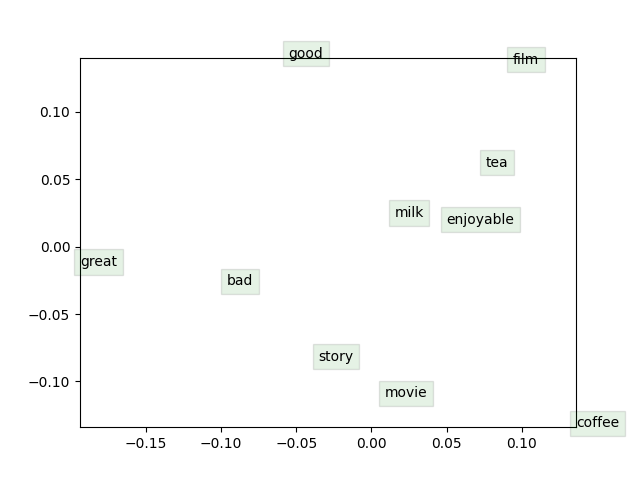 good
film
0.10
tea
0.05
milk
enjoyable
0.00
great
bad
−0.05
story
−0.10
movie
coffee
−0.15 −0.10 −0.05 0.00 0.05 0.10